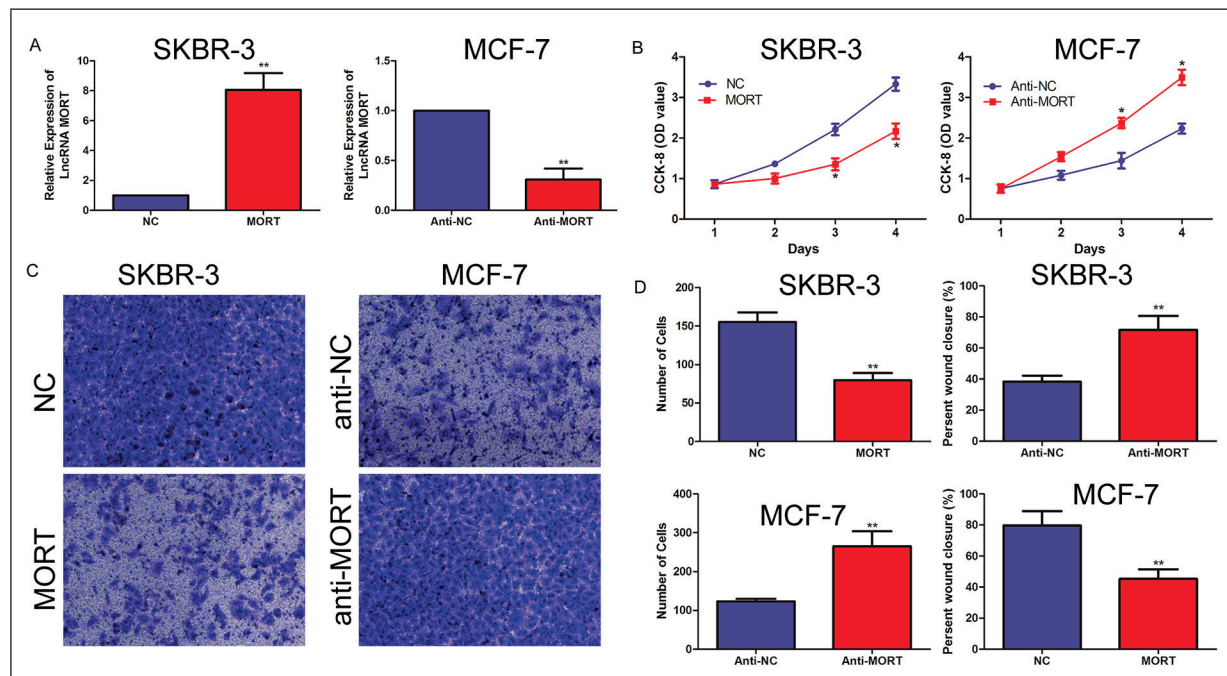 A
SKBR-3
Relative Expression of
LncRNA MORT
10
8
6
4
2
0
**
NC
MORT
MCF-7
Relative Expression of
LncRNA MORT
1.5
1.0
0.5
0.0
**
Anti-NC
Anti-MORT
B
SKBR-3
CCK-8 (OD value)
4
3
2
1
0
NC
MORT
*
*
1 2 3 4
Days
MCF-7
CCK-8 (OD value)
4
3
2
1
0
Anti-NC
Anti-MORT
*
*
1 2 3 4
Days
C
SKBR-3
MCF-7
NC
anti-NC
MORT
anti-MORT
D
SKBR-3
Number of Cells
200
150
100
50
0
**
NC
MORT
SKBR-3
Persent wound closure (%)
100
80
60
40
20
0
**
Anti-NC
Anti-MORT
MCF-7
Number of Cells
400
300
200
100
0
**
Anti-NC
Anti-MORT
MCF-7
Persent wound closure (%)
100
80
60
40
20
0
**
NC
MORT